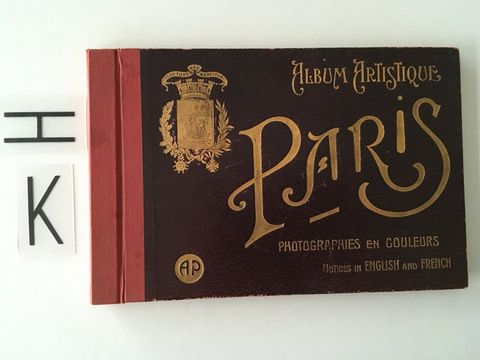 H
K
ALBUM ARTISTIQUE
PARIS
PHOTOGRAPHIES EN COULEURS
NOTICES IN ENGLISH AND FRENCH
AP